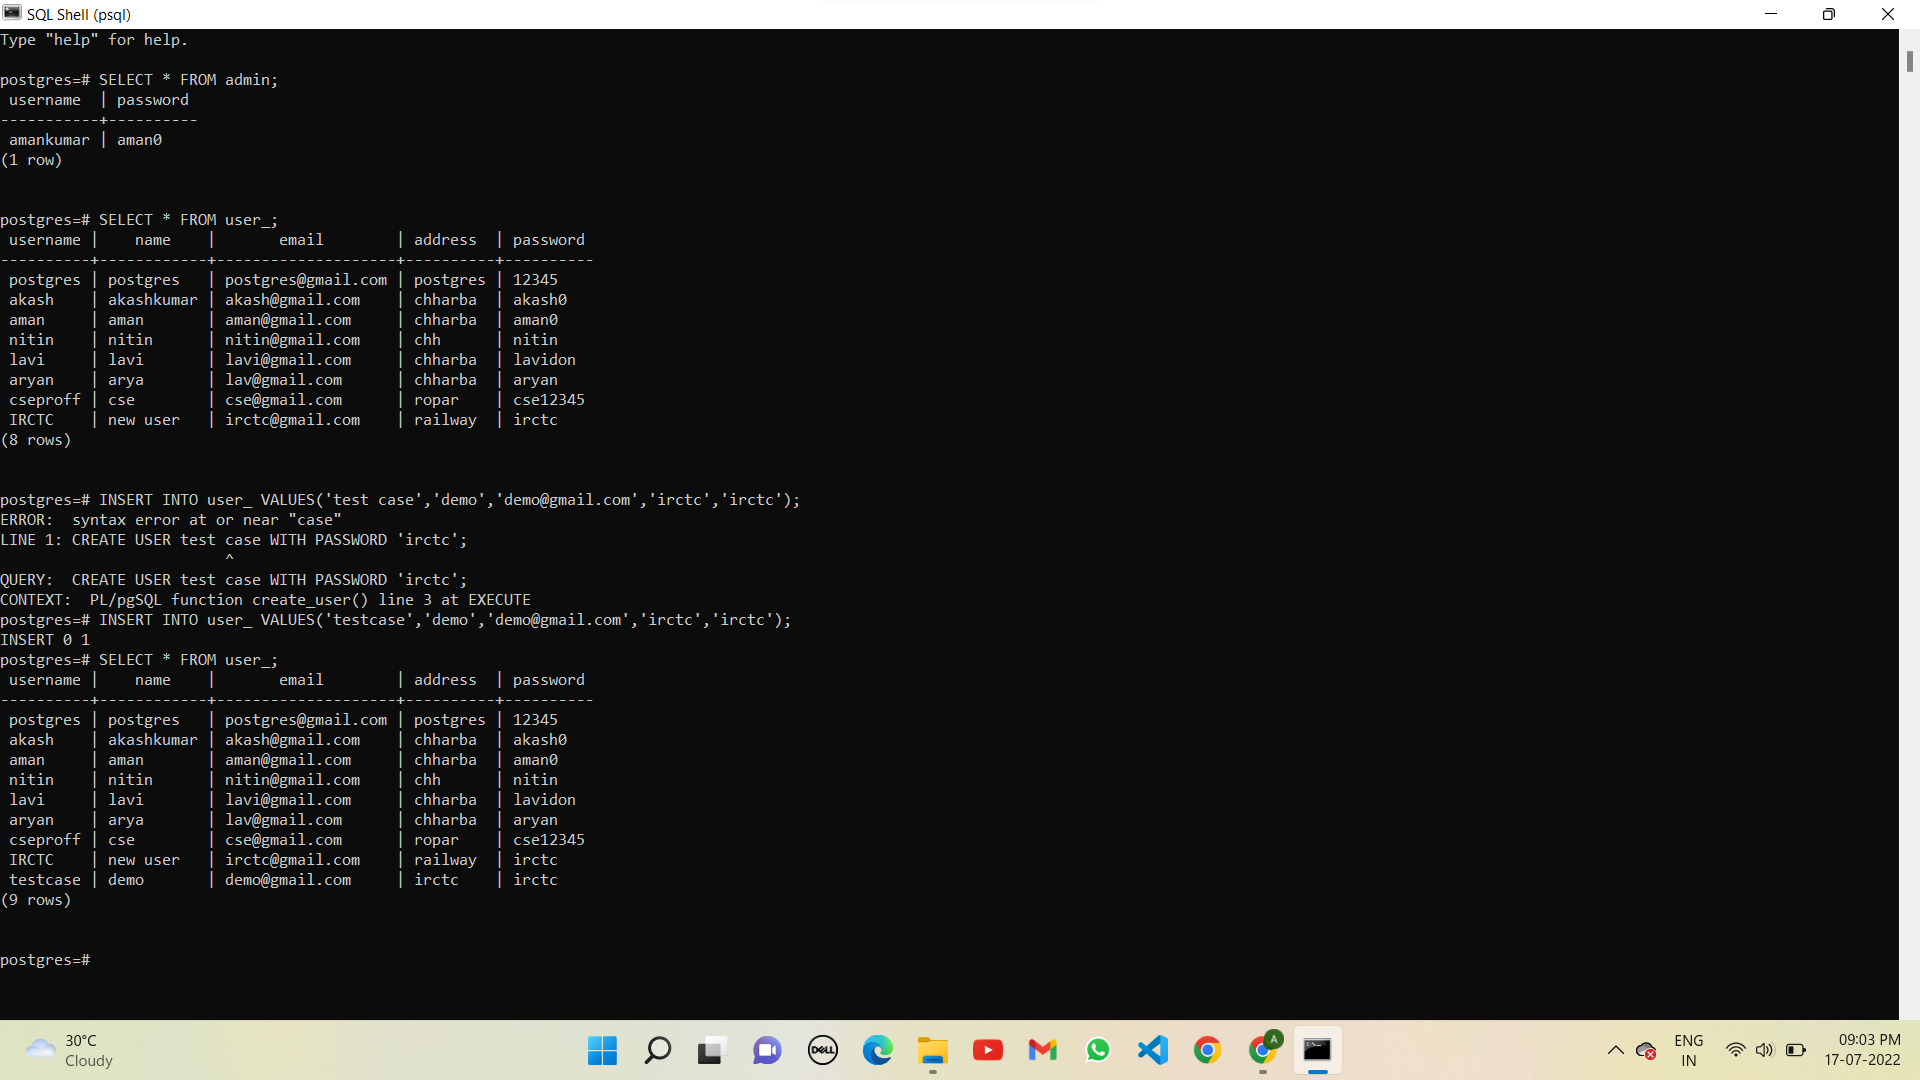 SQL Shell (psql)
Type "help" for help.
postgres=# SELECT * FROM admin;
 username  | password
-----------+----------
 amankumar | aman0
(1 row)
postgres=# SELECT * FROM user_;
 username |    name    |       email        | address  | password
----------+------------+--------------------+----------+----------
 postgres | postgres   | postgres@gmail.com | postgres | 12345
 akash    | akashkumar | akash@gmail.com    | chharba  | akash0
 aman     | aman       | aman@gmail.com     | chharba  | aman0
 nitin    | nitin      | nitin@gmail.com    | chh      | nitin
 lavi     | lavi       | lavi@gmail.com     | chharba  | lavidon
 aryan    | arya       | lav@gmail.com      | chharba  | aryan
 cseproff | cse        | cse@gmail.com      | ropar    | cse12345
 IRCTC    | new user   | irctc@gmail.com    | railway  | irctc
(8 rows)
postgres=# INSERT INTO user_ VALUES('test case','demo','demo@gmail.com','irctc','irctc');
ERROR:  syntax error at or near "case"
LINE 1: CREATE USER test case WITH PASSWORD 'irctc';
                         ^
QUERY:  CREATE USER test case WITH PASSWORD 'irctc';
CONTEXT:  PL/pgSQL function create_user() line 3 at EXECUTE
postgres=# INSERT INTO user_ VALUES('testcase','demo','demo@gmail.com','irctc','irctc');
INSERT 0 1
postgres=# SELECT * FROM user_;
 username |    name    |       email        | address  | password
----------+------------+--------------------+----------+----------
 postgres | postgres   | postgres@gmail.com | postgres | 12345
 akash    | akashkumar | akash@gmail.com    | chharba  | akash0
 aman     | aman       | aman@gmail.com     | chharba  | aman0
 nitin    | nitin      | nitin@gmail.com    | chh      | nitin
 lavi     | lavi       | lavi@gmail.com     | chharba  | lavidon
 aryan    | arya       | lav@gmail.com      | chharba  | aryan
 cseproff | cse        | cse@gmail.com      | ropar    | cse12345
 IRCTC    | new user   | irctc@gmail.com    | railway  | irctc
 testcase | demo       | demo@gmail.com     | irctc    | irctc
(9 rows)
postgres=#
30°C
Cloudy
DELL
A
ENG
IN
09:03 PM
17-07-2022